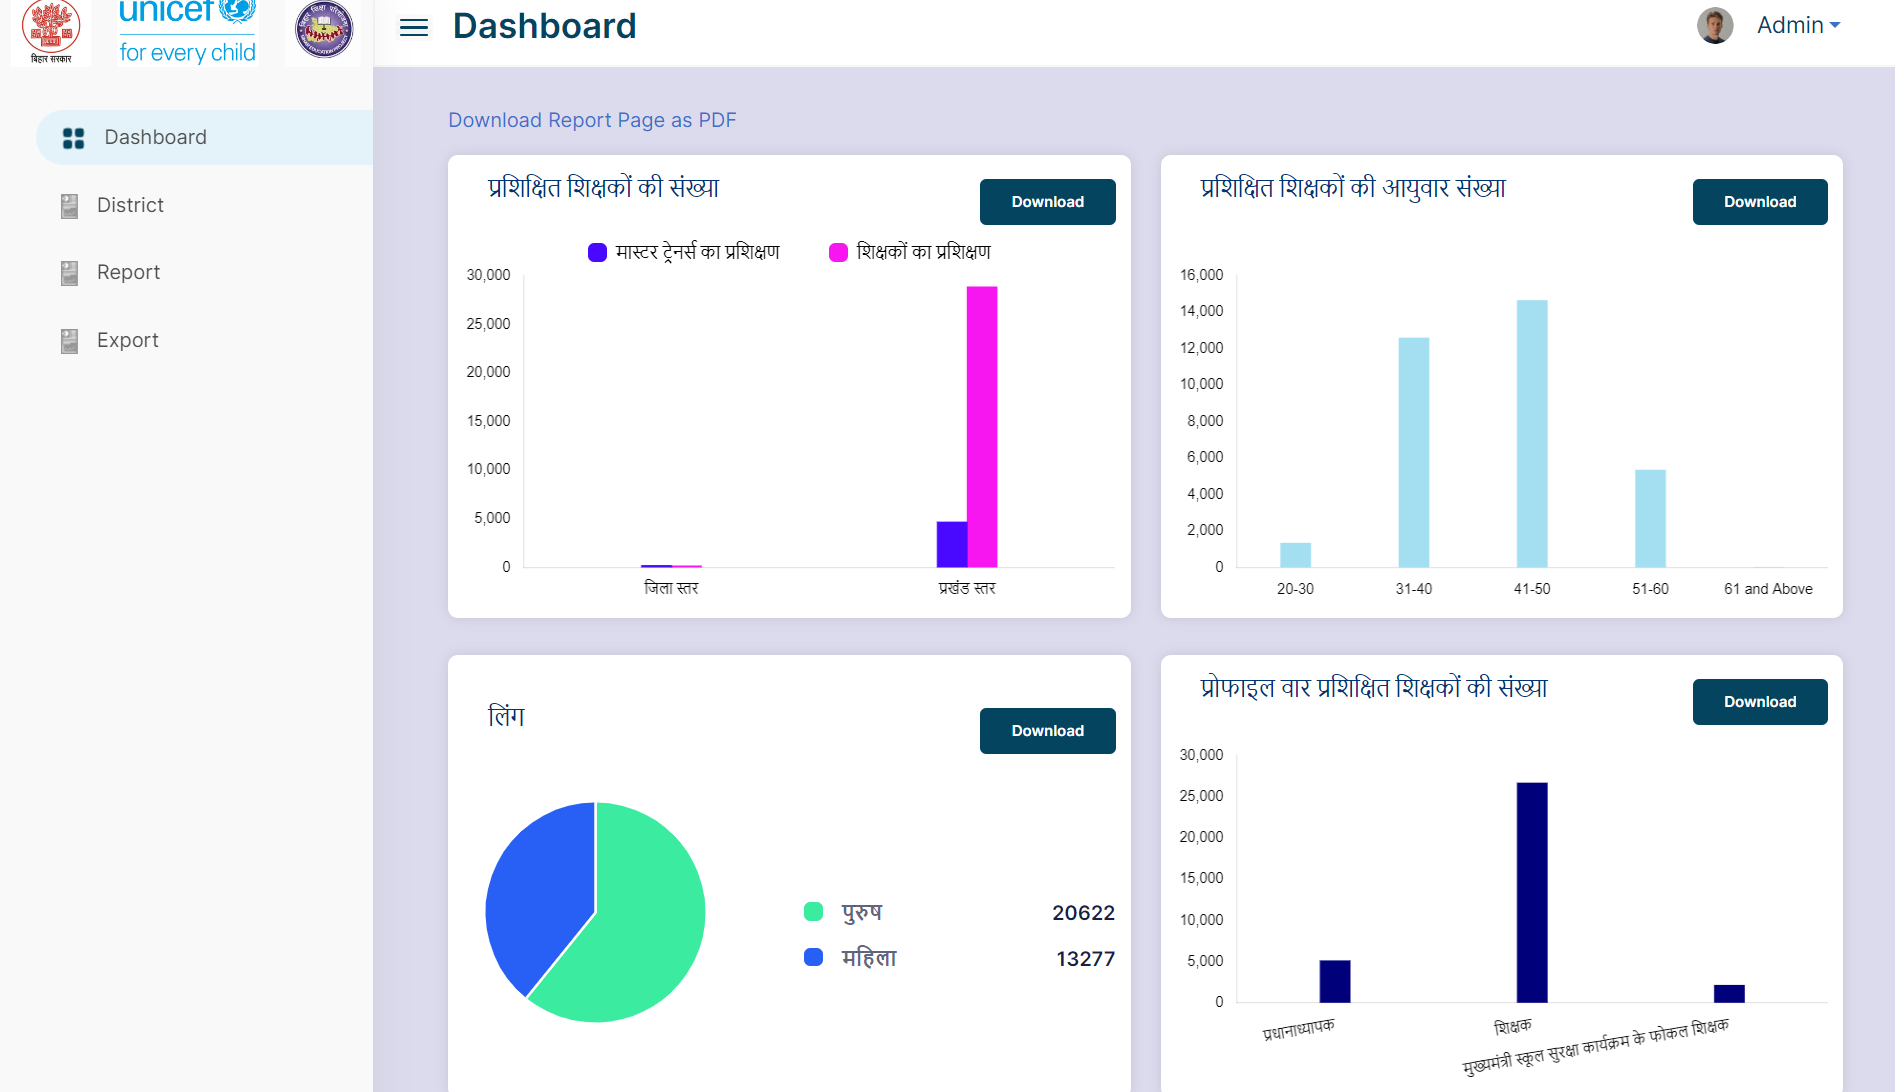 बिहार सरकार
unicef
for every child
Dashboard
Admin
Dashboard
District
Report
Export
Download Report Page as PDF
प्रशिक्षित शिक्षकों की संख्या
Download
मास्टर ट्रेनर्स का प्रशिक्षण
शिक्षकों का प्रशिक्षण
30,000
25,000
20,000
15,000
10,000
5,000
0
जिला स्तर
प्रखंड स्तर
प्रशिक्षित शिक्षकों की आयुवार संख्या
Download
16,000
14,000
12,000
10,000
8,000
6,000
4,000
2,000
0
20-30
31-40
41-50
51-60
61 and Above
लिंग
Download
पुरुष 20622
महिला 13277
प्रोफाइल वार प्रशिक्षित शिक्षकों की संख्या
Download
30,000
25,000
20,000
15,000
10,000
5,000
0
प्रधानाध्यापक
शिक्षक
मुख्यमंत्री स्कूल सुरक्षा कार्यक्रम के फोकल शिक्षक